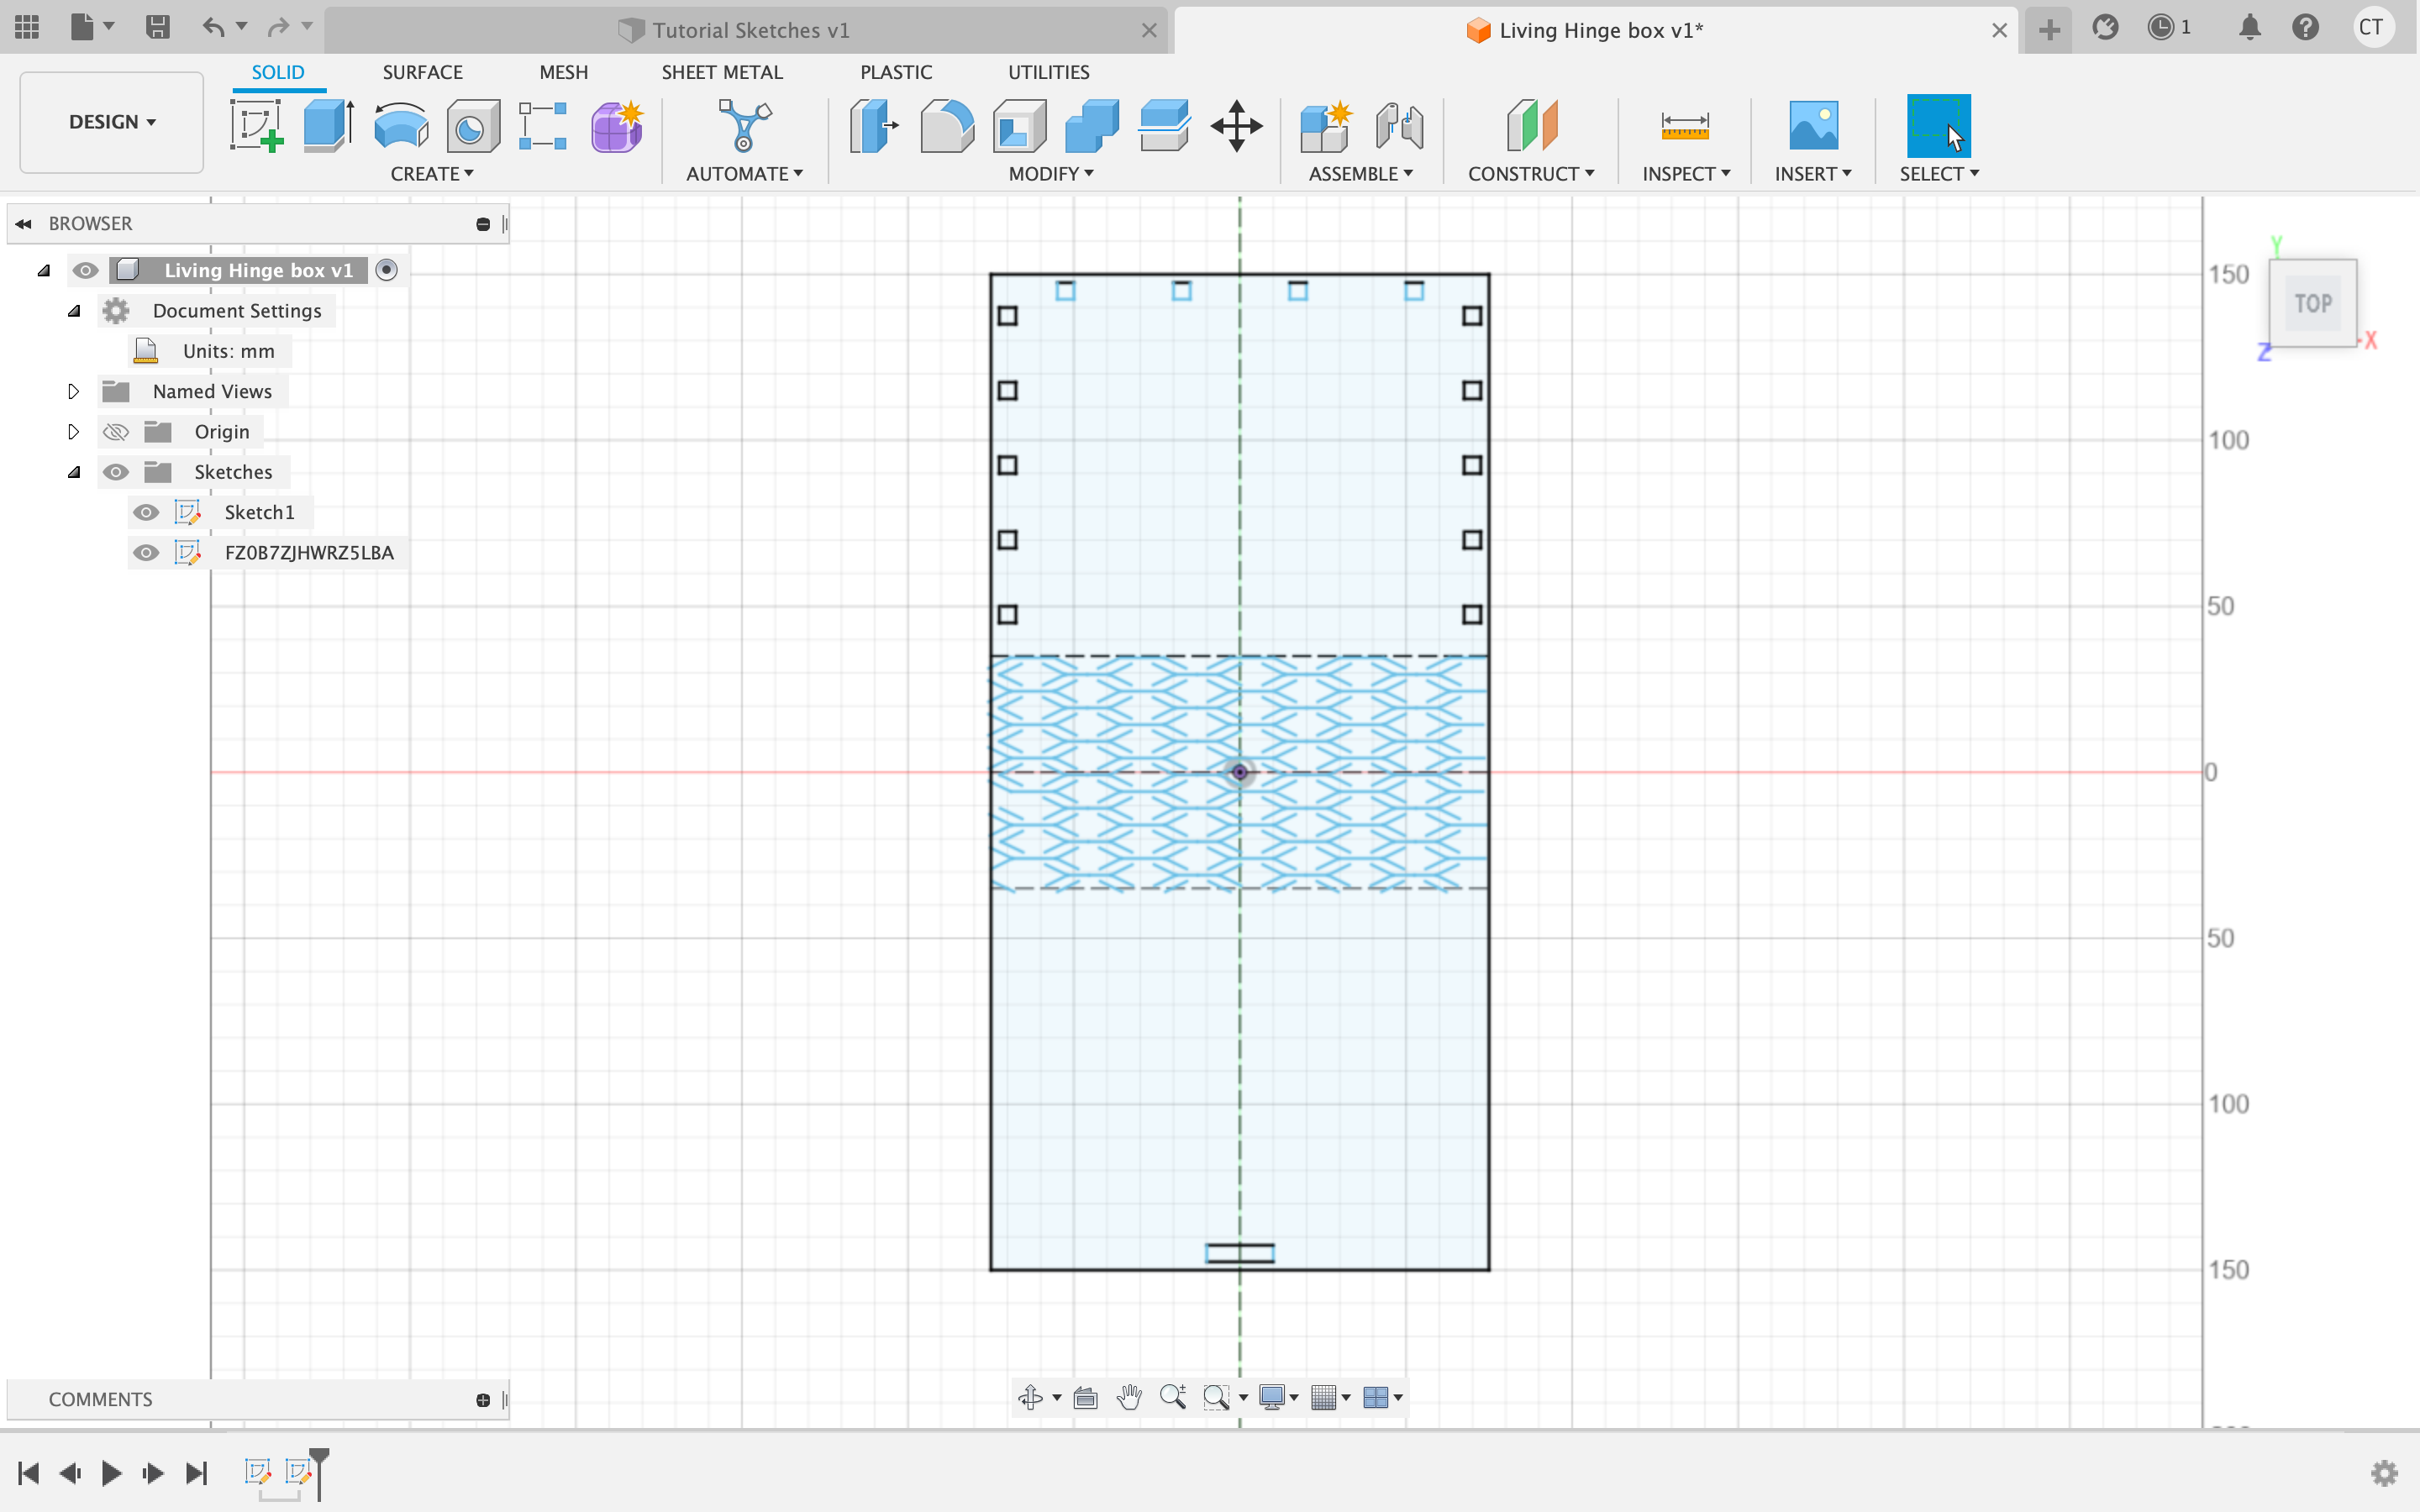 Tutorial Sketches v1
Living Hinge box v1*
1
CT
DESIGN
SOLID
SURFACE
MESH
SHEET METAL
PLASTIC
UTILITIES
CREATE
AUTOMATE
MODIFY
ASSEMBLE
CONSTRUCT
INSPECT
INSERT
SELECT
BROWSER
Living Hinge box v1
Document Settings
Units: mm
Named Views
Origin
Sketches
Sketch1
FZ0B7ZJHWRZ5LBA
Y
TOP
X
Z
150
100
50
0
50
100
150
COMMENTS